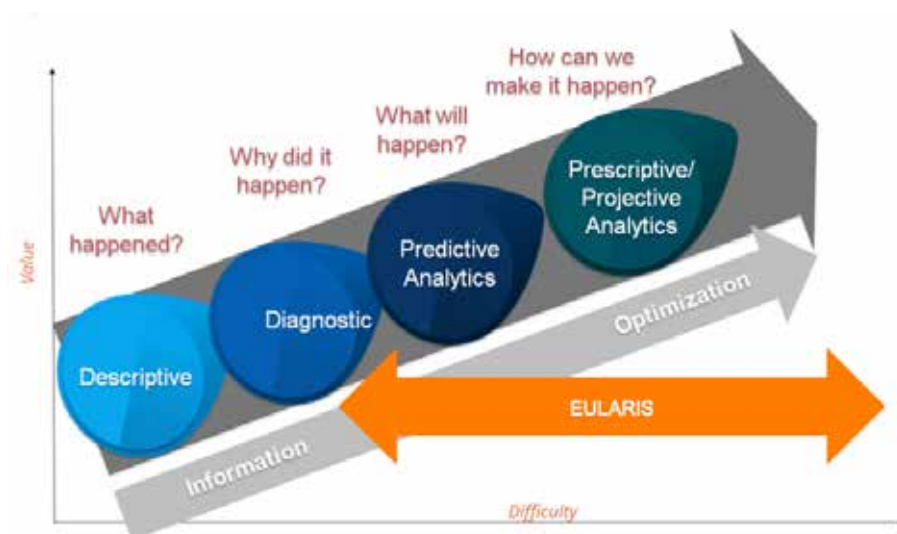 How can we
make it happen?
What will
happen?
Why did it
happen?
What
happened?
Prescriptive/
Projective
Analytics
Predictive
Analytics
Diagnostic
Descriptive
Value
Optimization
Information
EULARIS
Difficulty